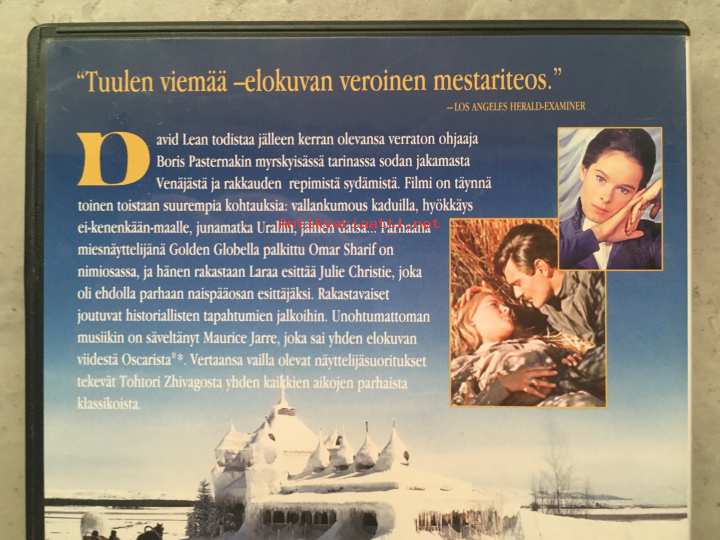 “Tuulen viemää –elokuvan veroinen mestariteos.”
—LOS ANGELES HERALD-EXAMINER
David Lean todistaa jälleen kerran olevansa verraton ohjaaja
Boris Pasternakin myrskyisässä tarinassa sodan jakamasta
Venäjästä ja rakkauden repimistä sydämistä. Filmi on täynnä
toinen toistaan suurempia kohtauksia: vallankumous kaduilla, hyökkäys
ei-kenenkään-maalle, junamatka Uralin, jäinen datsa... Parhaana
miesnäyttelijänä Golden Globella palkittu Omar Sharif on
nimiosassa, ja hänen rakastaan Laraa esittää Julie Christie, joka
oli ehdolla parhaan naispääosan esittäjäksi. Rakastavaiset
joutuvat historiallisten tapahtumien jalkoihin. Unohtumattoman
musiikin on säveltänyt Maurice Jarre, joka sai yhden elokuvan
viidestä Oscarista®*. Vertaansa vailla olevat näyttelijäsuoritukset
tekevät Tohtori Zhivagosta yhden kaikkien aikojen parhaista
klassikoista.